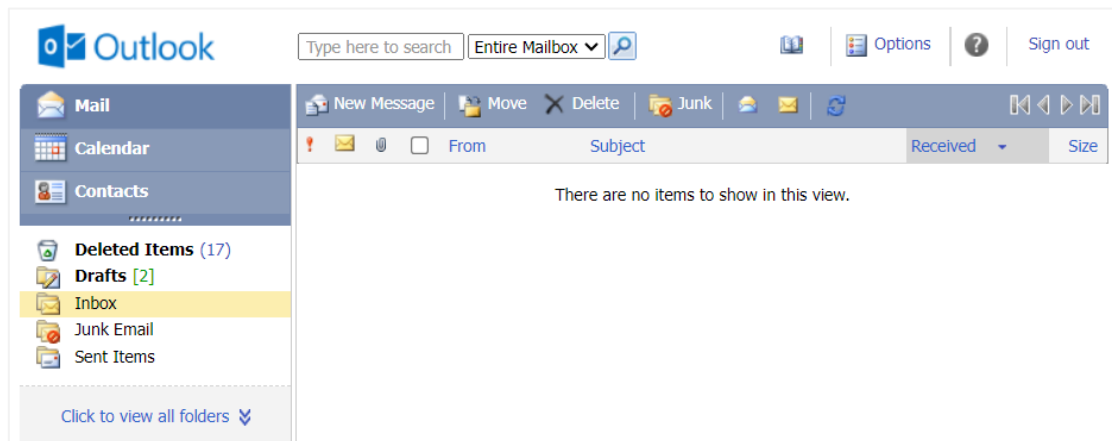 Outlook
Type here to search Entire Mailbox Options ? Sign out
Mail
New Message Move Delete Junk
Calendar
! From Subject Received Size
Contacts
There are no items to show in this view.
Deleted Items (17)
Drafts [2]
Inbox
Junk Email
Sent Items
Click to view all folders